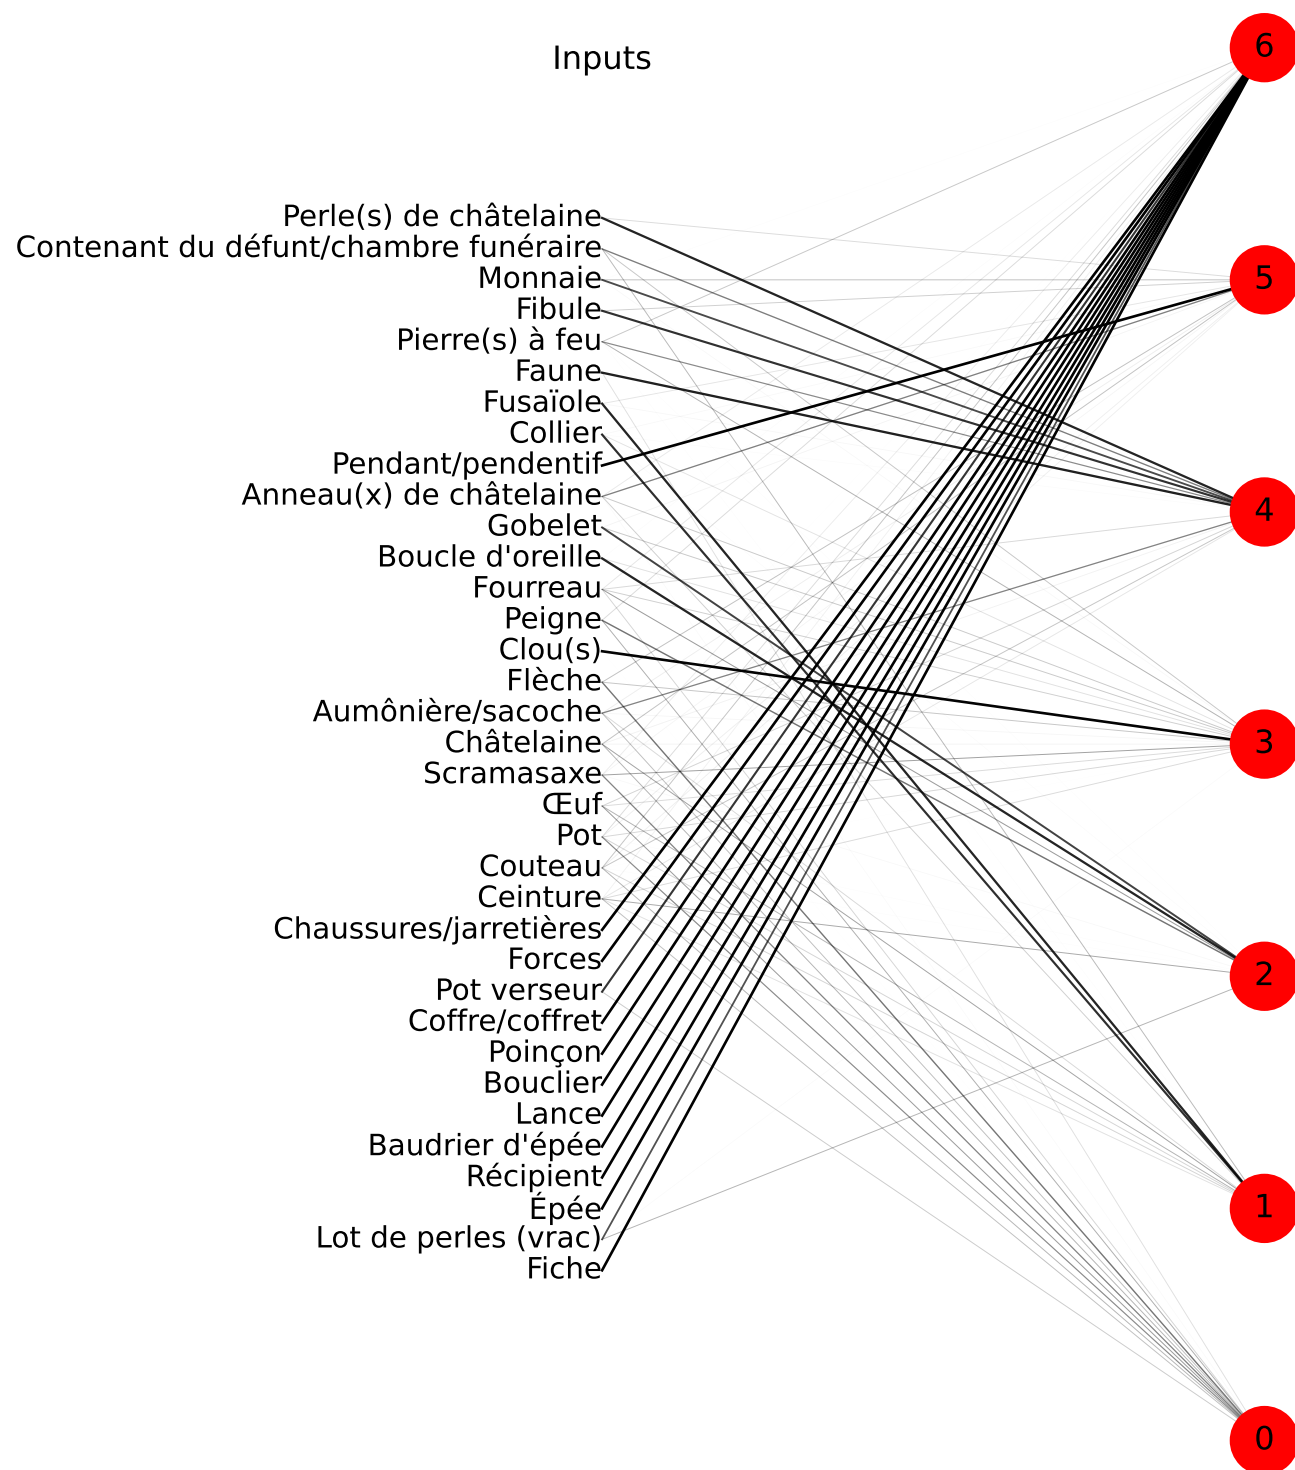 Inputs
Perle(s) de châtelaine
Contenant du défunt/chambre funéraire
Monnaie
Fibule
Pierre(s) à feu
Faune
Fusaïole
Collier
Pendant/pendentif
Anneau(x) de châtelaine
Gobelet
Boucle d'oreille
Fourreau
Peigne
Clou(s)
Flèche
Aumônière/sacoche
Châtelaine
Scramasaxe
Œuf
Pot
Couteau
Ceinture
Chaussures/jarretières
Forces
Pot verseur
Coffre/coffret
Poinçon
Bouclier
Lance
Baudrier d'épée
Récipient
Épée
Lot de perles (vrac)
Fiche
6
5
4
3
2
1
0